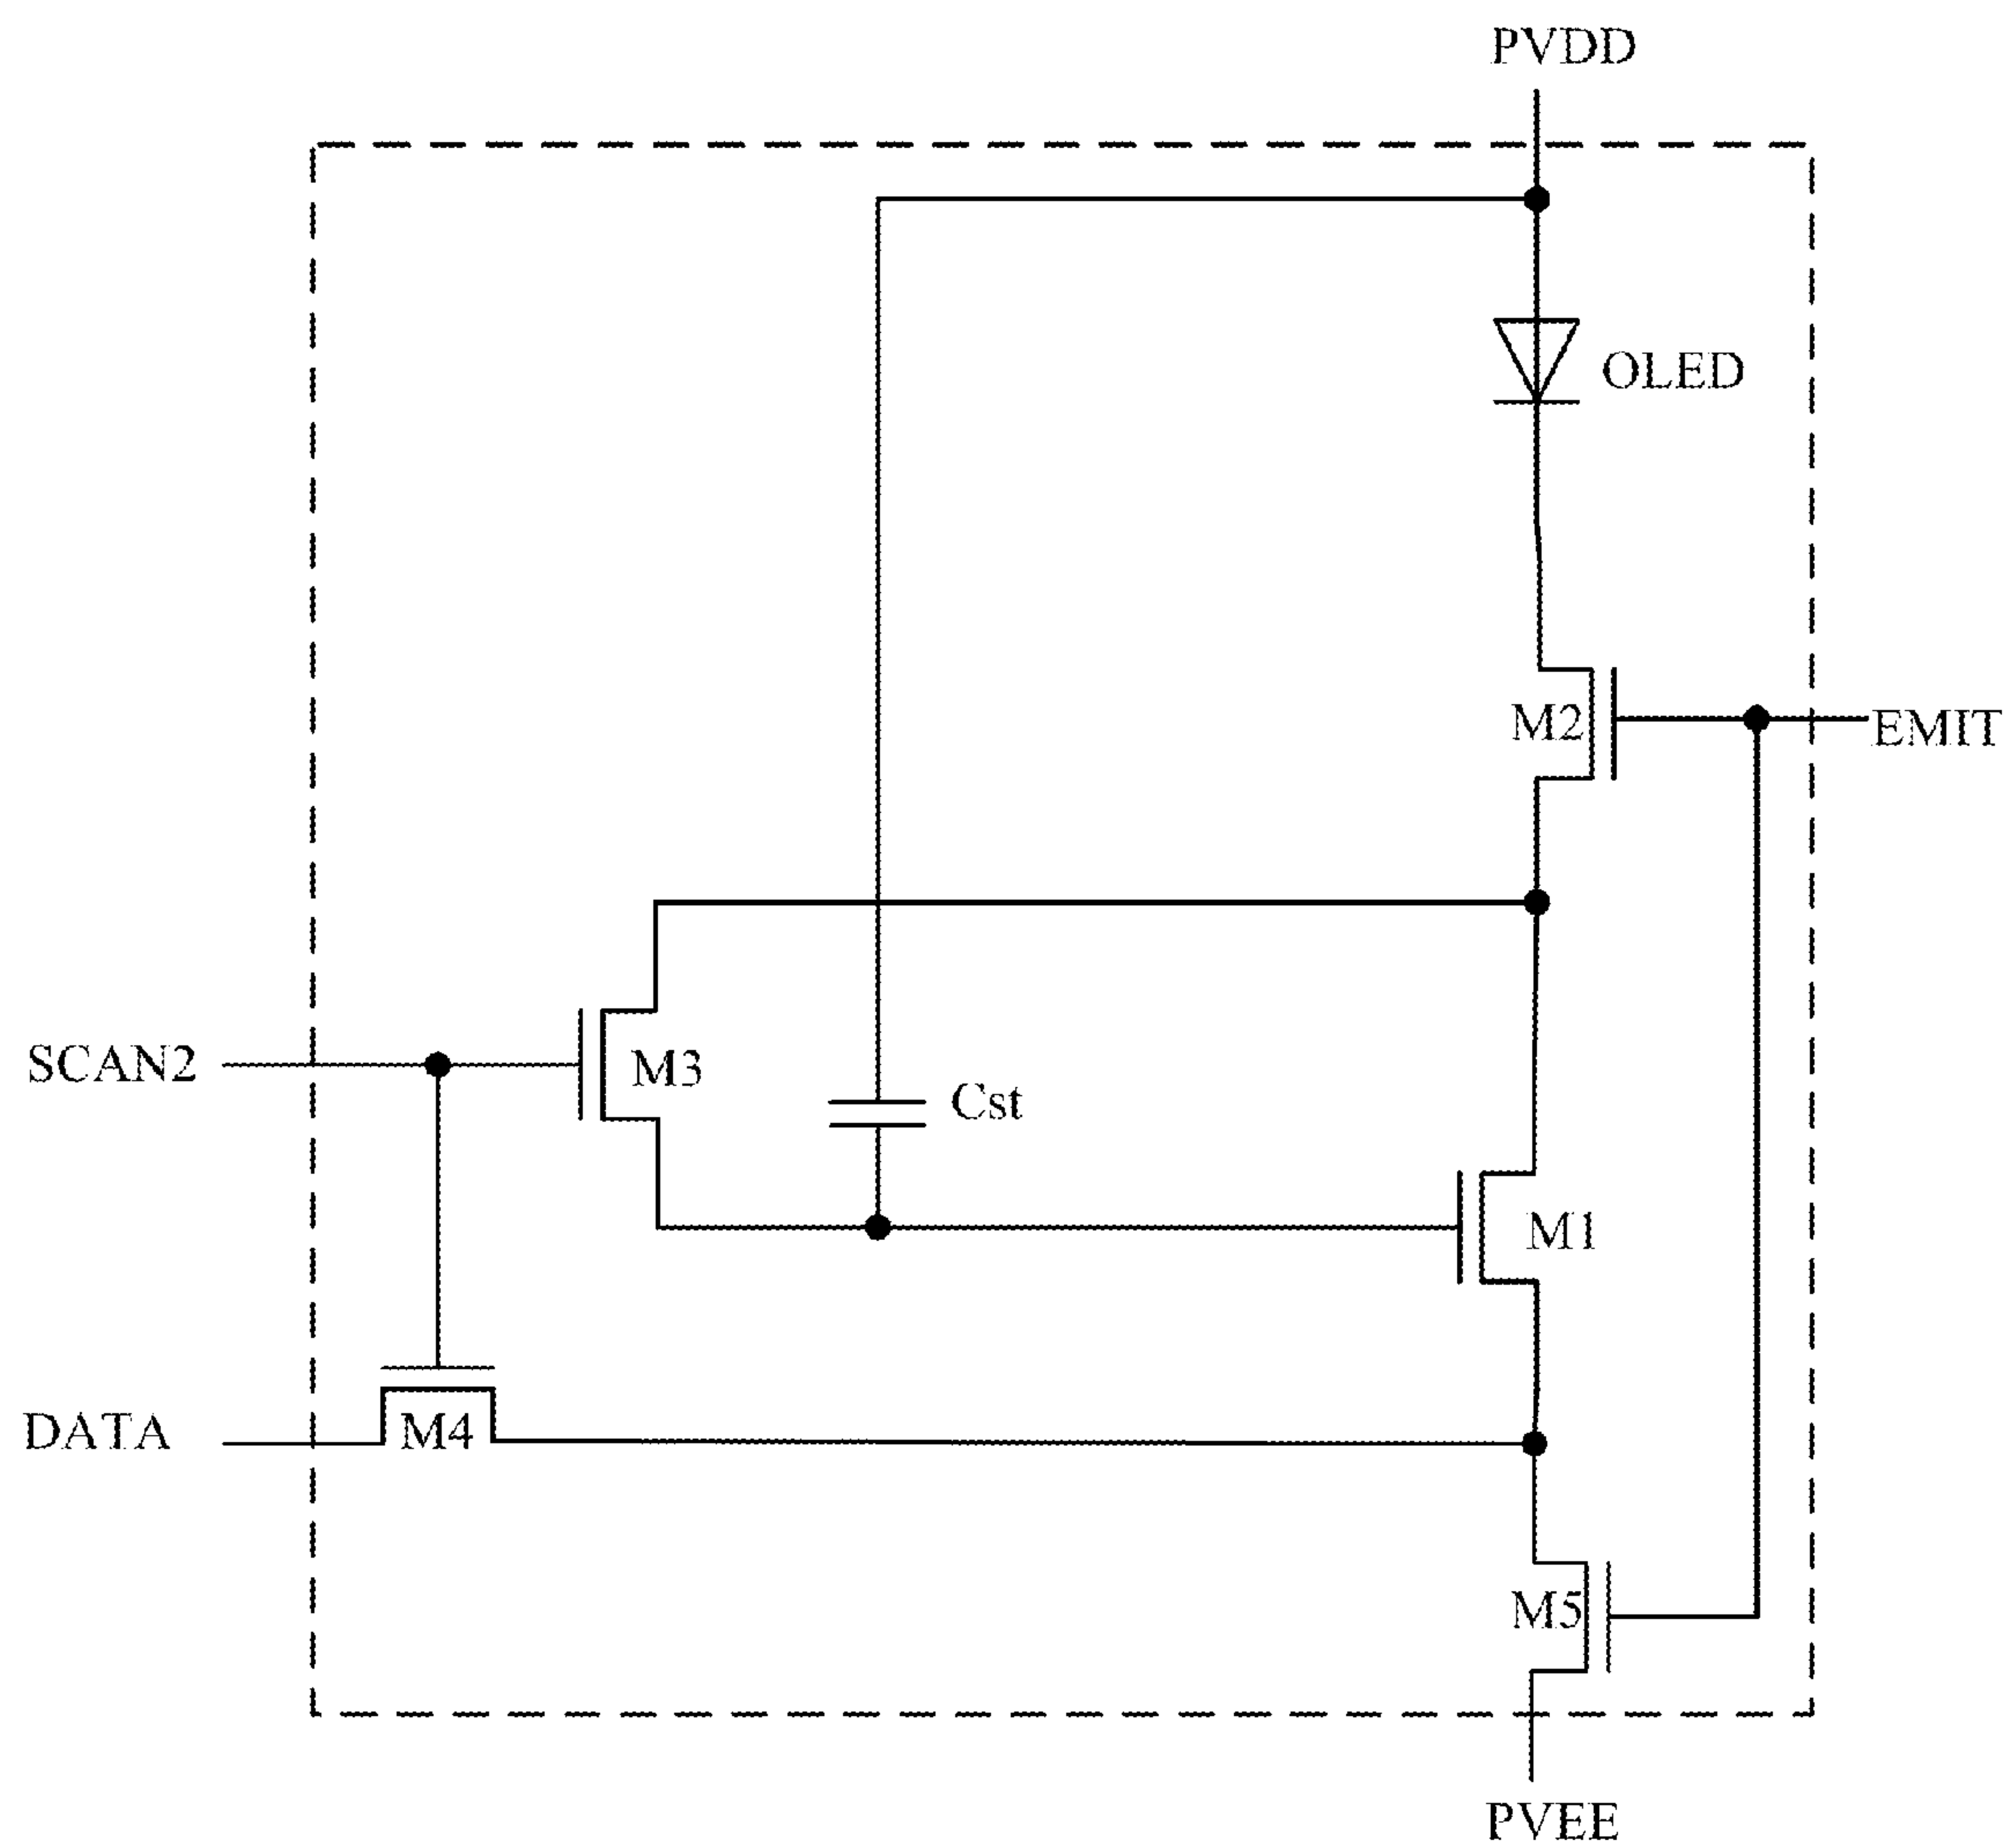 PVDD
OLED
M2
EMIT
SCAN2
M3
Cst
M1
DATA
M4
M5
PVEE